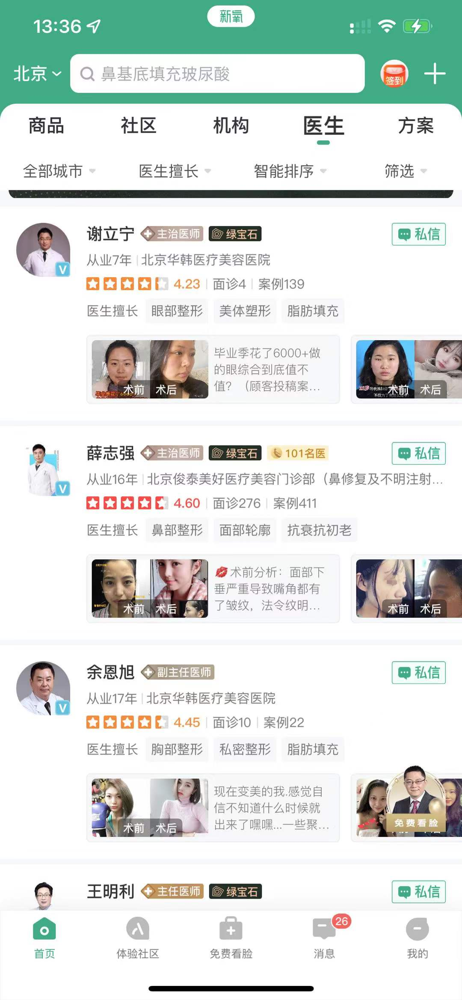 新氧
13:36
北京
鼻基底填充玻尿酸
签到
商品 社区 机构 医生 方案
全部城市 医生擅长 智能排序 筛选
谢立宁 主治医师 绿宝石 私信
V
从业7年 北京华韩医疗美容医院
4.23 面诊4 案例139
医生擅长 眼部整形 美体塑形 脂肪填充
毕业季花了6000+做
的眼综合到底值不
值？（顾客投稿案...
毕业季花了6000+
术前 术后
术前 术后
薛志强 主治医师 绿宝石 101名医 私信
V
从业16年 北京俊泰美好医疗美容门诊部（鼻修复及不明注射...
4.60 面诊276 案例411
医生擅长 鼻部整形 面部轮廓 抗衰抗初老
💋术前分析：面部下
垂严重导致嘴角都有
了皱纹，法令纹明...
术前 术后
术前 术后
余恩旭 副主任医师 私信
V
从业17年 北京华韩医疗美容医院
4.45 面诊10 案例22
医生擅长 胸部整形 私密整形 脂肪填充
现在变美的我.感觉自
信不知道什么时候就
出来了嘿嘿...一些聚...
术前 术后
免费看脸
王明利 主任医师 绿宝石 私信
26
首页 体验社区 免费看脸 消息 我的